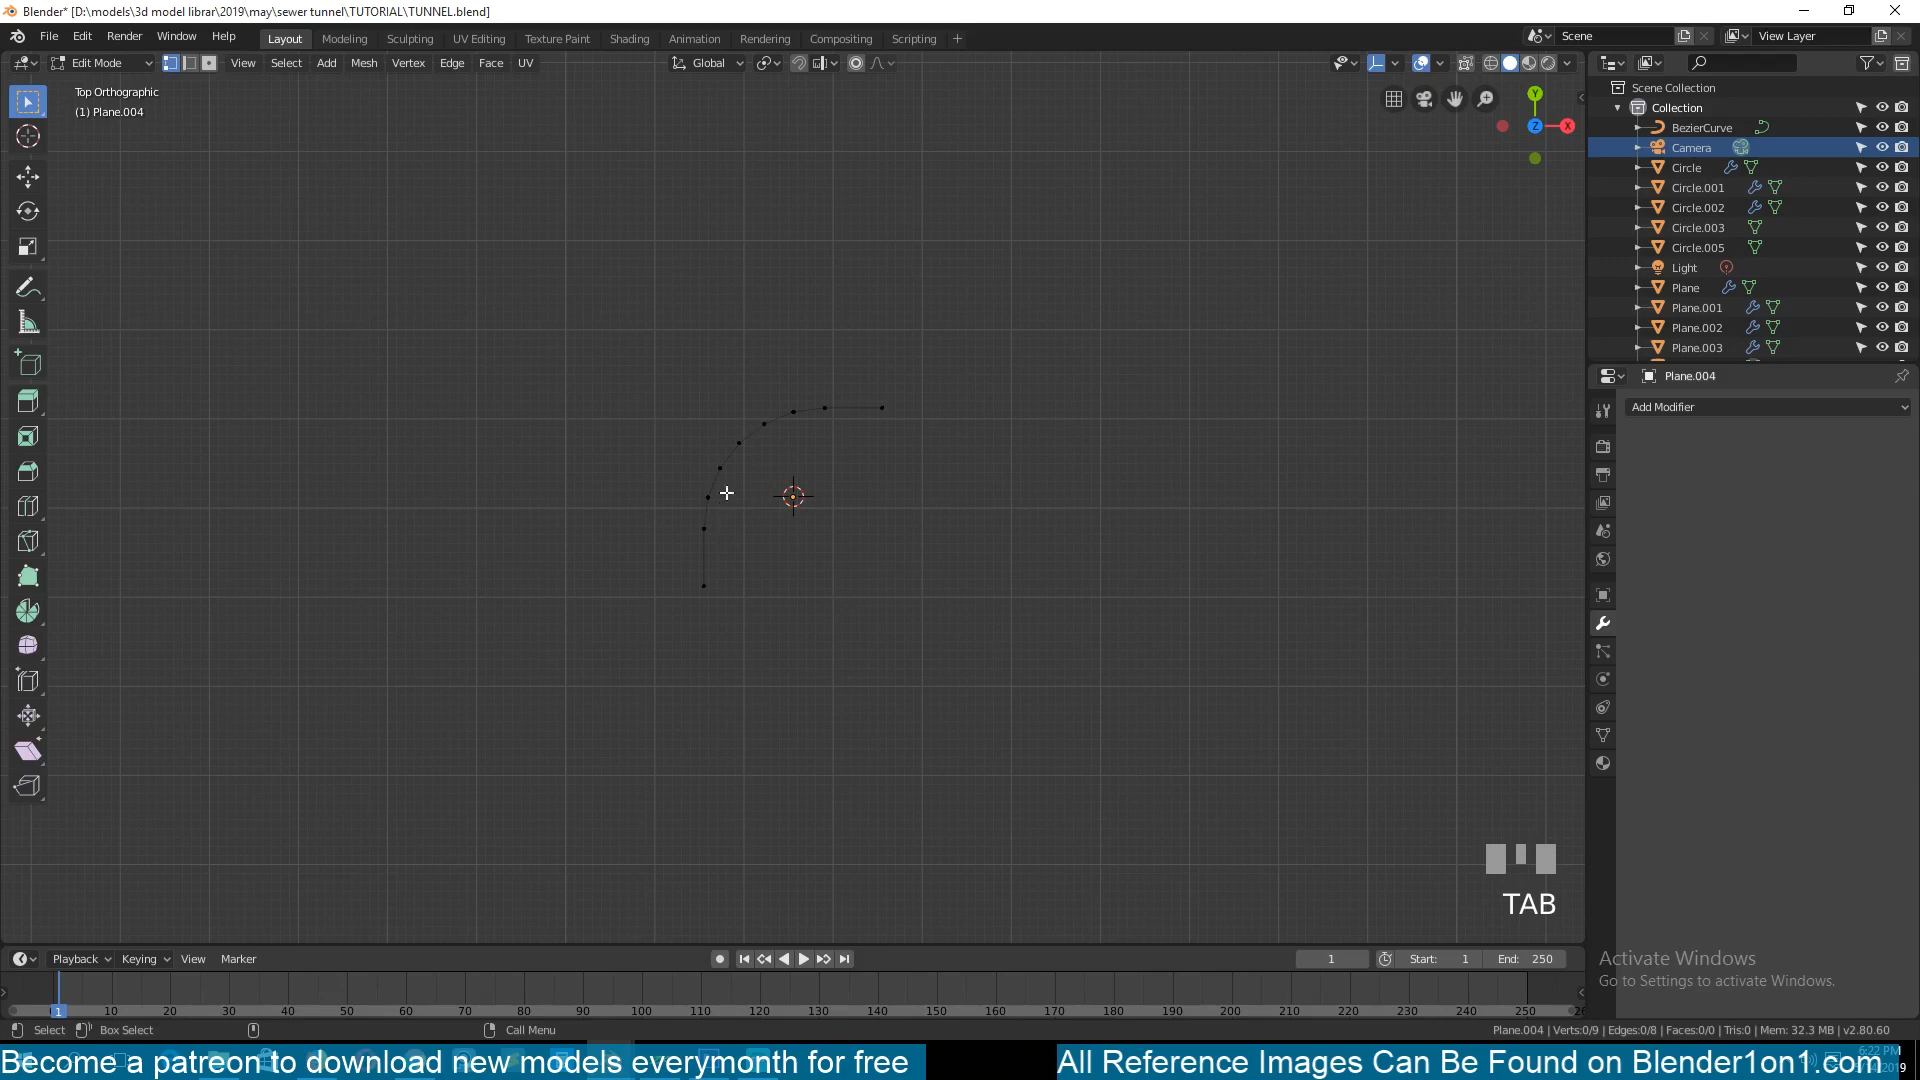 Blender* [D:\models\3d model librar\2019\may\sewer tunnel\TUTORIAL\TUNNEL.blend]
File Edit Render Window Help Layout Modeling Sculpting UV Editing Texture Paint Shading Animation Rendering Compositing Scripting + Scene View Layer
Edit Mode View Select Add Mesh Vertex Edge Face UV Global
Top Orthographic
(1) Plane.004
Y
Z
X
Scene Collection
Collection
BezierCurve
Camera
Circle
Circle.001
Circle.002
Circle.003
Circle.005
Light
Plane
Plane.001
Plane.002
Plane.003
Plane.004
Add Modifier
TAB
Activate Windows
Go to Settings to activate Windows.
Playback Keying View Marker 1 Start: 1 End: 250
1 10 20 30 40 50 60 70 80 90 100 110 120 130 140 150 160 170 180 190 200 210 220 230 240 250
Select Box Select Call Menu Plane.004 | Verts:0/9 | Edges:0/8 | Faces:0/0 | Tris:0 | Mem: 32.3 MB | v2.80.60
Become a patreon to download new models everymonth for free
All Reference Images Can Be Found on Blender1on1.com
6:22 PM